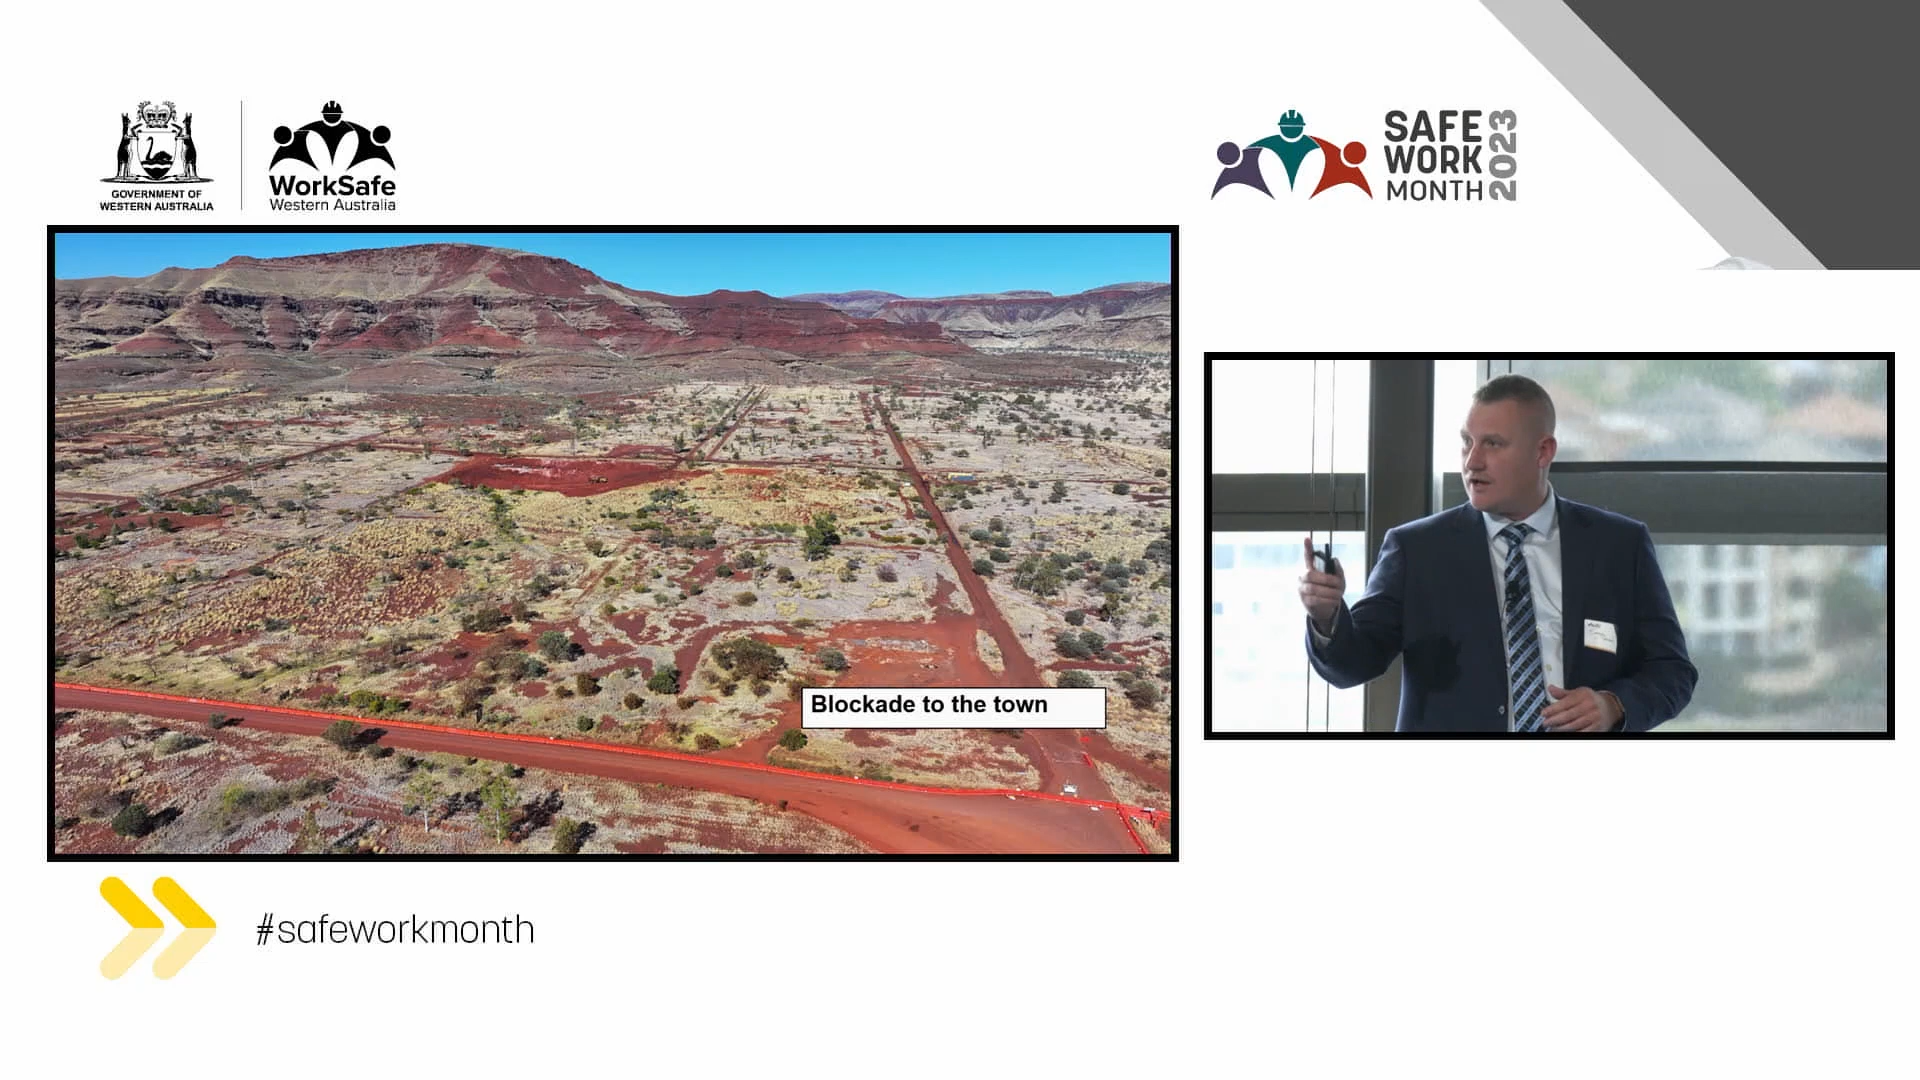 GOVERNMENT OF
WESTERN AUSTRALIA
WorkSafe
Western Australia
SAFE
WORK
MONTH
2023
Blockade to the town
#safeworkmonth